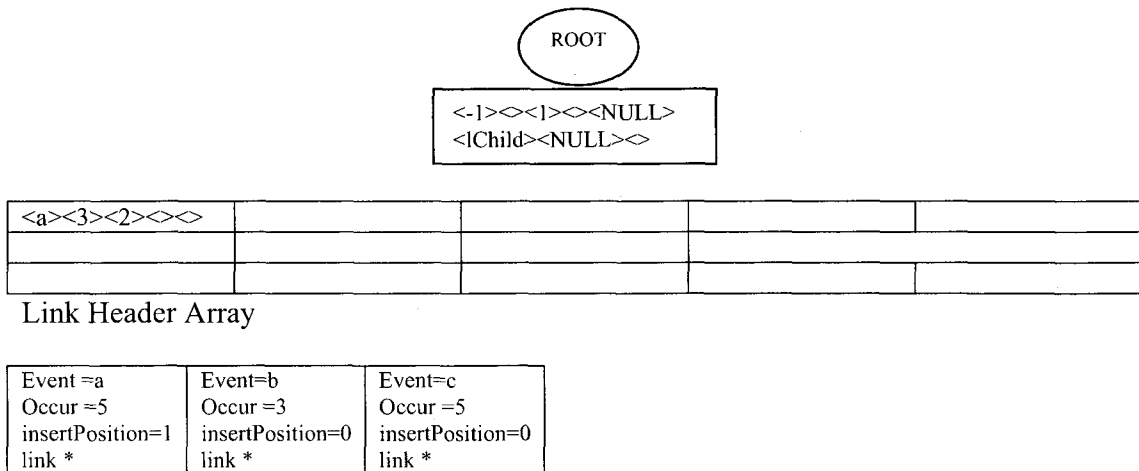 ROOT
<-1><><1><><NULL>
<lChild><NULL><>
<a><3><2><><>
Link Header Array
Event =a
Occur =5
insertPosition=1
link *
Event=b
Occur =3
insertPosition=0
link *
Event=c
Occur =5
insertPosition=0
link *